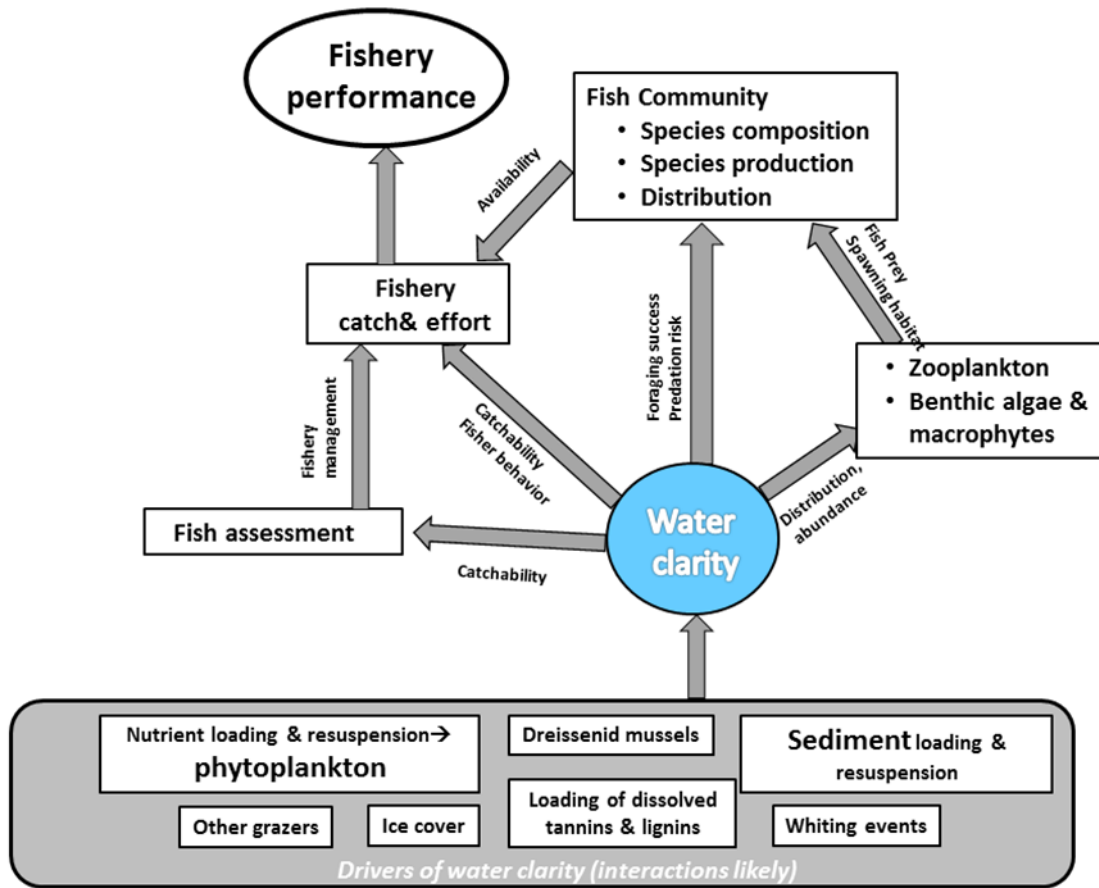 Fishery
performance
Fish Community
• Species composition
• Species production
• Distribution
Availability
Fishery
catch& effort
Fish Prey
Spawning habitat
Foraging success
Predation risk
• Zooplankton
• Benthic algae &
macrophytes
Fishery
management
Catchability
Fisher behavior
Distribution,
abundance
Fish assessment
Water
clarity
Catchability
Nutrient loading & resuspension→
phytoplankton
Dreissenid mussels
Sediment loading &
resuspension
Other grazers
Ice cover
Loading of dissolved
tannins & lignins
Whiting events
Drivers of water clarity (interactions likely)